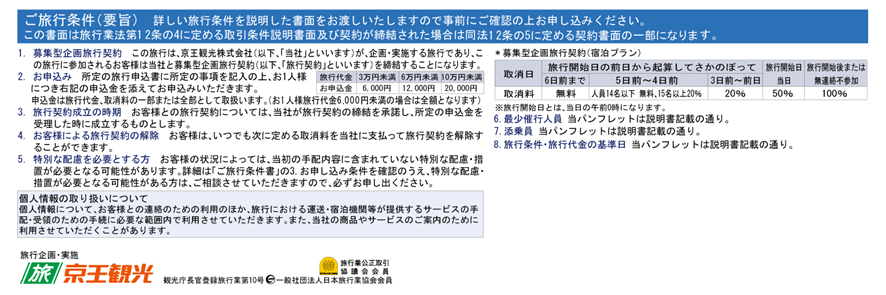 ご旅行条件(要旨) 詳しい旅行条件を説明した書面をお渡しいたしますので事前にご確認の上お申し込みください。
この書面は旅行業法第12条の4に定める取引条件説明書面及び契約が締結された場合は同法12条の5に定める契約書面の一部になります。
1. 募集型企画旅行契約 この旅行は、京王観光株式会社(以下、「当社」といいます)が、企画・実施する旅行であり、こ
の旅行に参加されるお客様は当社と募集型企画旅行契約(以下、「旅行契約」といいます)を締結することになります。
2. お申込み 所定の旅行申込書に所定の事項を記入の上、お1人様
につき右記の申込金を添えてお申込みいただきます。
旅行代金 3万円未満 6万円未満 10万円未満
お申込金 6,000円 12,000円 20,000円
申込金は旅行代金、取消料の一部または全部として取扱います。(お1人様旅行代金6,000円未満の場合は全額となります)
3. 旅行契約成立の時期 お客様との旅行契約については、当社が旅行契約の締結を承諾し、所定の申込金を
受理した時に成立するものとします。
4. お客様による旅行契約の解除 お客様は、いつでも次に定める取消料を当社に支払って旅行契約を解除す
ることができます。
5. 特別な配慮を必要とする方 お客様の状況によっては、当初の手配内容に含まれていない特別な配慮・措
置が必要となる可能性があります。詳細は「ご旅行条件書」の3. お申し込み条件を確認のうえ、特別な配慮・
措置が必要となる可能性がある方は、ご相談させていただきますので、必ずお申し出ください。
個人情報の取り扱いについて
個人情報について、お客様との連絡のための利用のほか、旅行における運送・宿泊機関等が提供するサービスの手
配・受領のための手続に必要な範囲内で利用させていただきます。また、当社の商品やサービスのご案内のために
利用させていただくことがあります。
*募集型企画旅行契約(宿泊プラン)
取消日 旅行開始日の前日から起算してさかのぼって 旅行開始日当日 旅行開始後または無連絡不参加
6日前まで 5日前~4日前 3日前~前日
取消料 無料 人員14名以下 無料、15名以上20% 20% 50% 100%
※旅行開始日とは、当日の午前0時になります。
6. 最少催行人員 当パンフレットは説明書記載の通り。
7. 添乗員 当パンフレットは説明書記載の通り。
8. 旅行条件・旅行代金の基準日 当パンフレットは説明書記載の通り。
旅行企画・実施
旅 京王観光
観光庁長官登録旅行業第10号 一般社団法人日本旅行業協会会員
旅行業公正取引
協議会会員